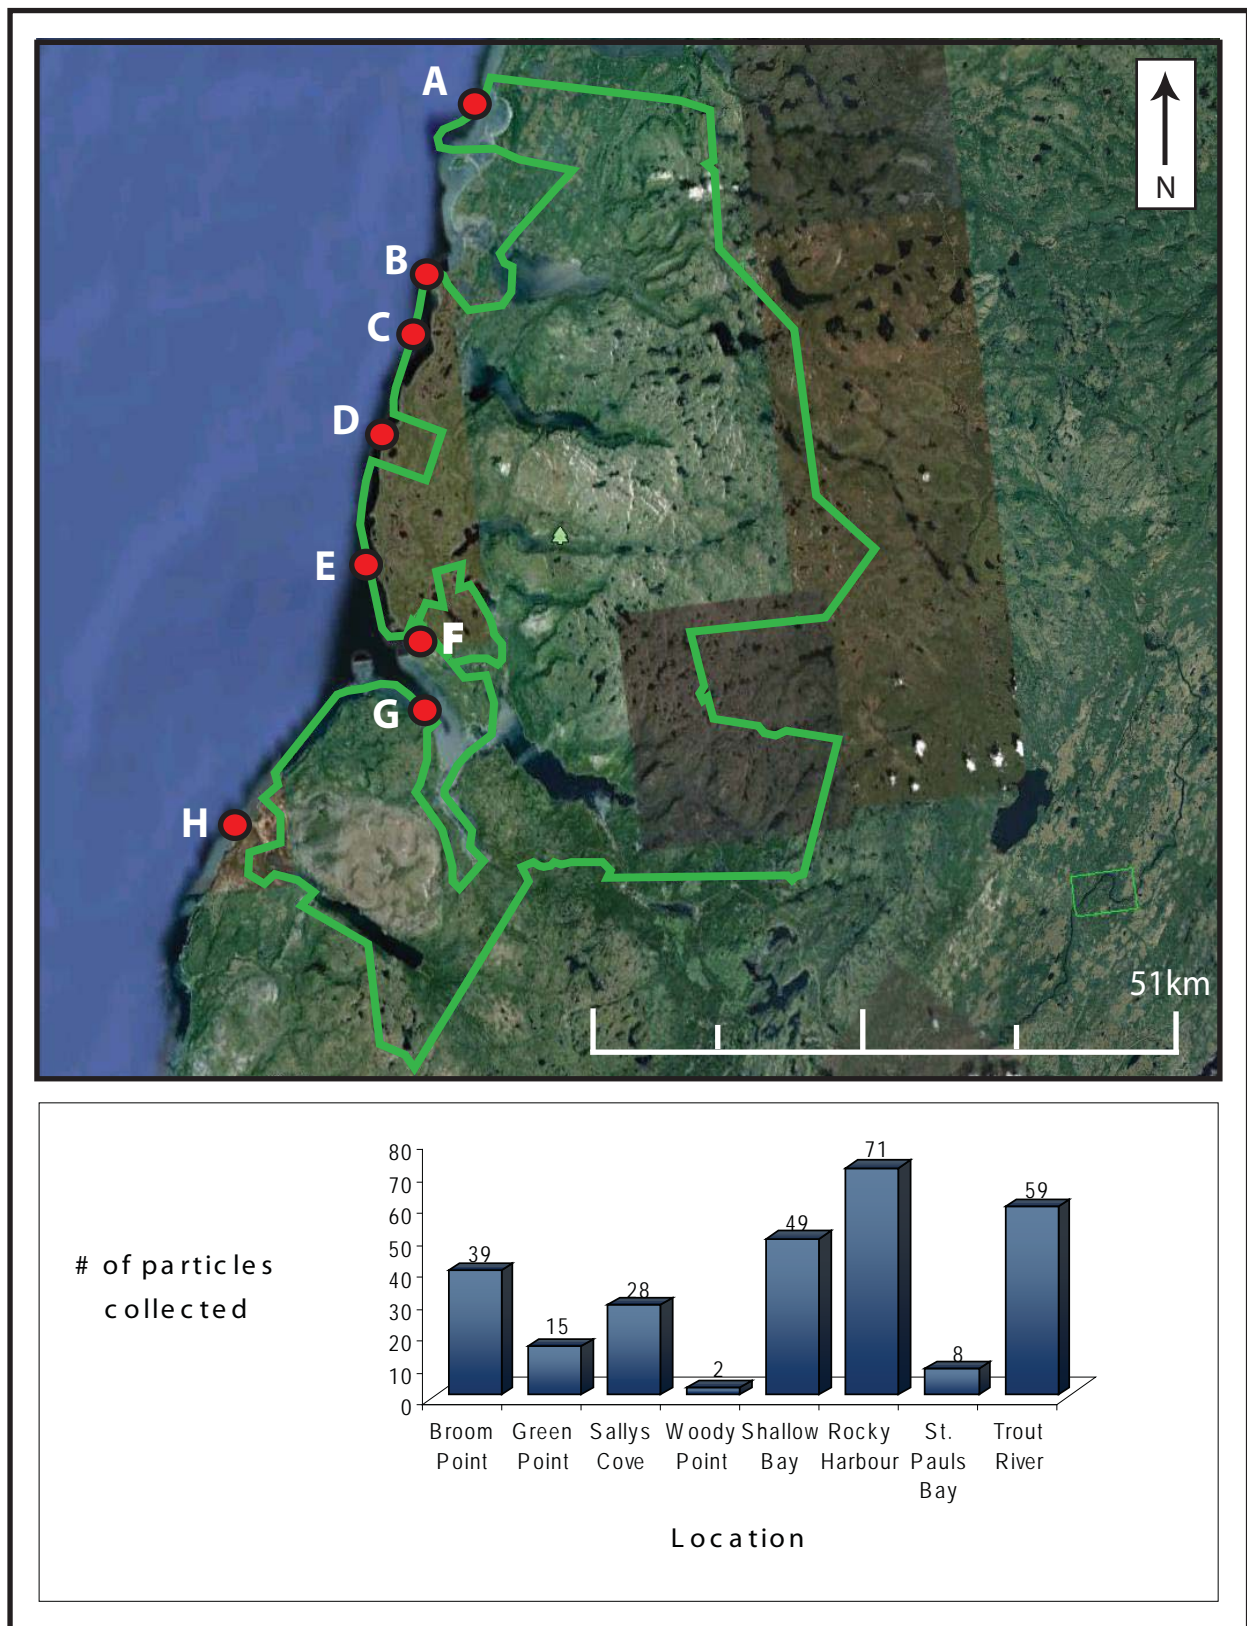 A
N
B
C
D
E
F
G
H
51km
# of particles
collected
80
70
60
50
40
30
20
10
0
39
15
28
2
49
71
8
59
Broom Green Sallys Woody Shallow Rocky St. Trout
Point Point Cove Point Bay Harbour Pauls River
Bay
Location